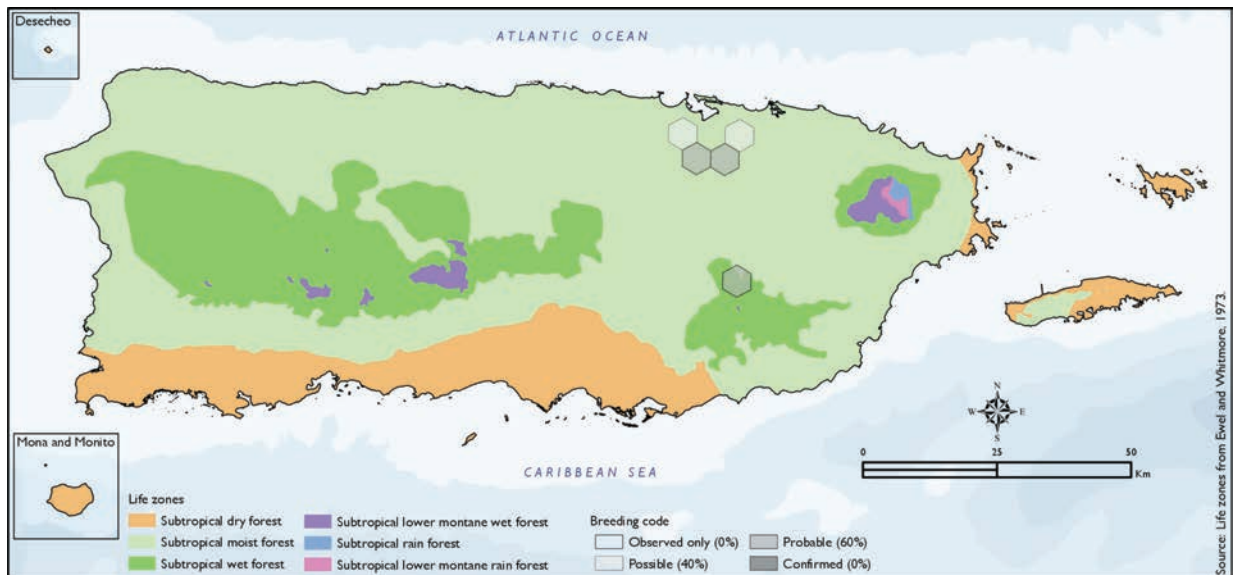 Desecheo
ATLANTIC OCEAN
N
W
E
S
0
25
50
Km
Mona and Monito
CARIBBEAN SEA
Life zones
Subtropical dry forest
Subtropical moist forest
Subtropical wet forest
Subtropical lower montane wet forest
Subtropical rain forest
Subtropical lower montane rain forest
Breeding code
Observed only (0%)
Possible (40%)
Probable (60%)
Confirmed (0%)
Source: Life zones from Ewel and Whitmore, 1973.